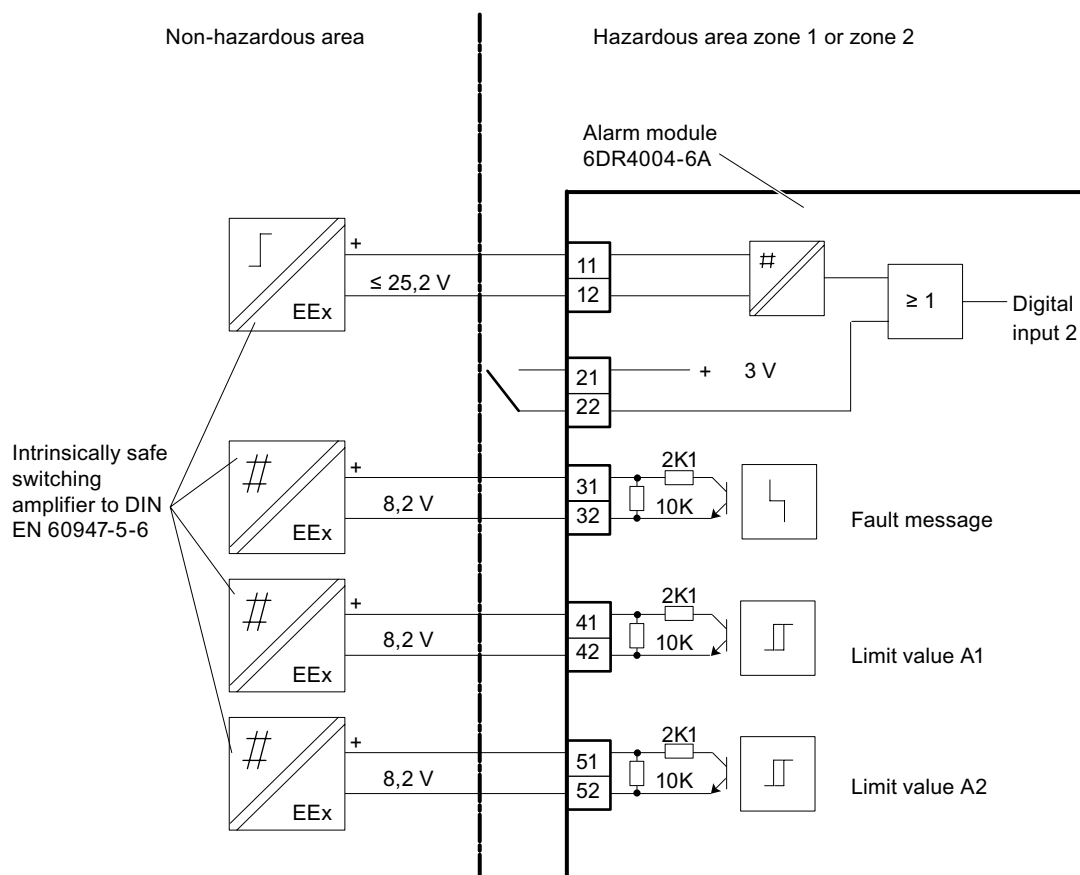 Non-hazardous area
Hazardous area zone 1 or zone 2
Alarm module
6DR4004-6A
+
≤ 25,2 V
EEx
11
12
#
≥ 1
Digital
input 2
21
22
+ 3 V
Intrinsically safe
switching
amplifier to DIN
EN 60947-5-6
#
+
8,2 V
EEx
31
32
2K1
10K
Fault message
#
+
8,2 V
EEx
41
42
2K1
10K
Limit value A1
#
+
8,2 V
EEx
51
52
2K1
10K
Limit value A2